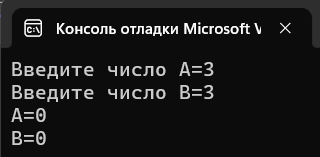 Консоль отладки Microsoft V
Введите число A=3
Введите число B=3
A=0
B=0